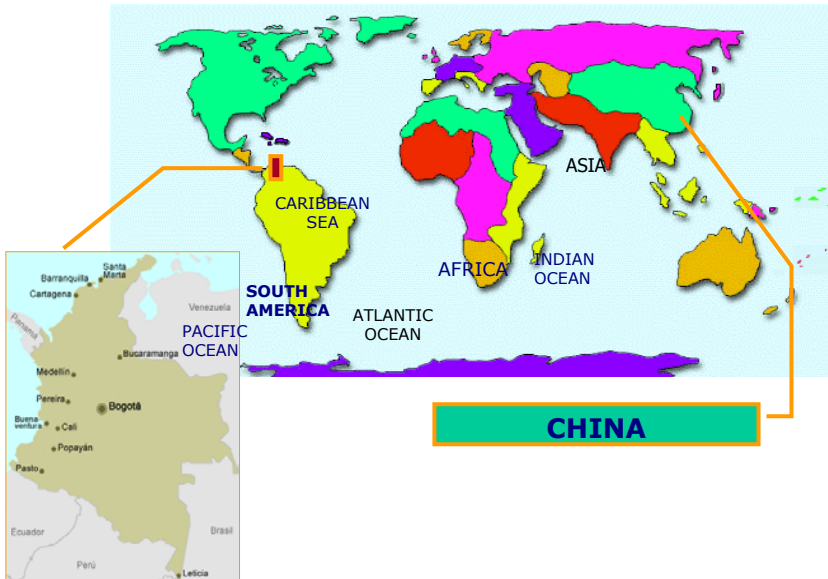 ASIA
CARIBBEAN
SEA
AFRICA
INDIAN
OCEAN
SOUTH
AMERICA
ATLANTIC
OCEAN
PACIFIC
OCEAN
CHINA
Santa
Marta
Barranquilla
Cartagena
Panamá
Venezuela
Bucaramanga
Medellín
Pereira
Bogotá
Buena-
ventura
Cali
Popayán
Pasto
Ecuador
Brasil
Perú
Leticia